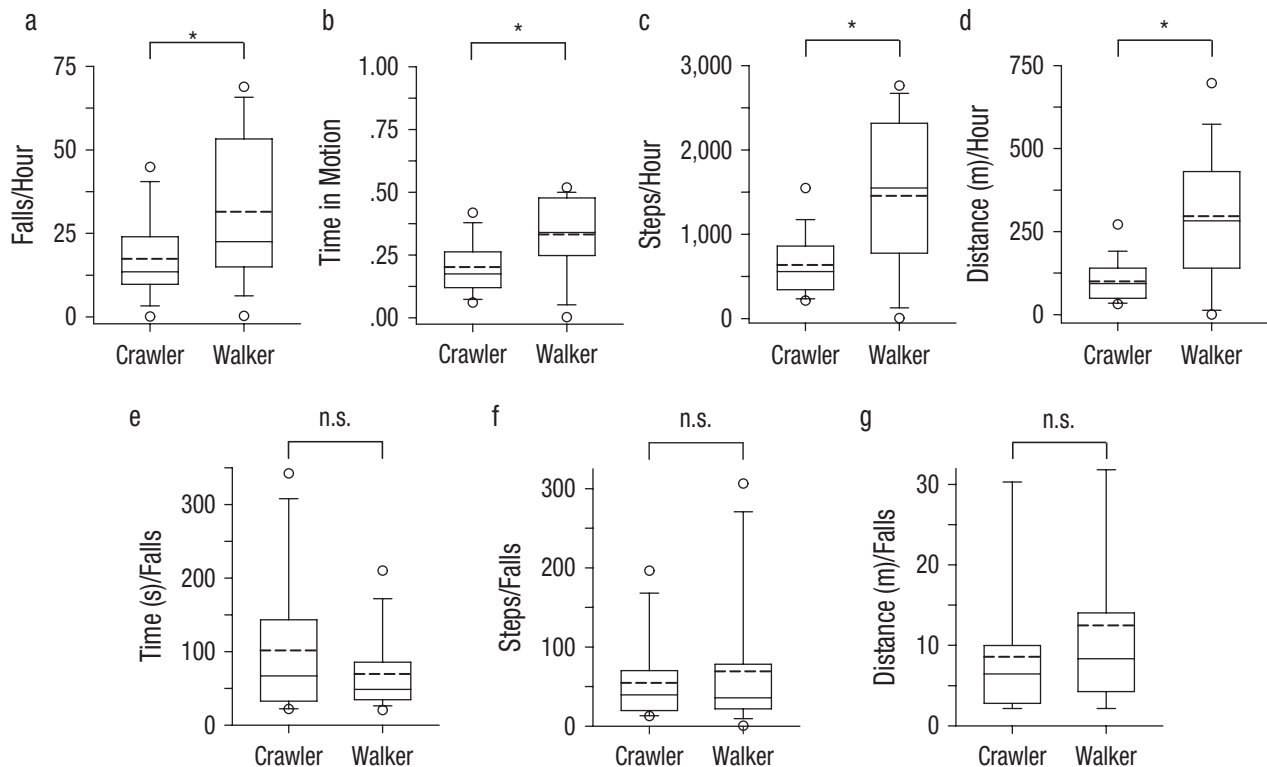 a
*
Falls/Hour
75
50
25
0
Crawler Walker
b
*
Time in Motion
1.00
.75
.50
.25
.00
Crawler Walker
c
*
Steps/Hour
3,000
2,000
1,000
0
Crawler Walker
d
*
Distance (m)/Hour
750
500
250
0
Crawler Walker
e
n.s.
Time (s)/Falls
300
200
100
0
Crawler Walker
f
n.s.
Steps/Falls
300
200
100
0
Crawler Walker
g
n.s.
Distance (m)/Falls
30
20
10
0
Crawler Walker